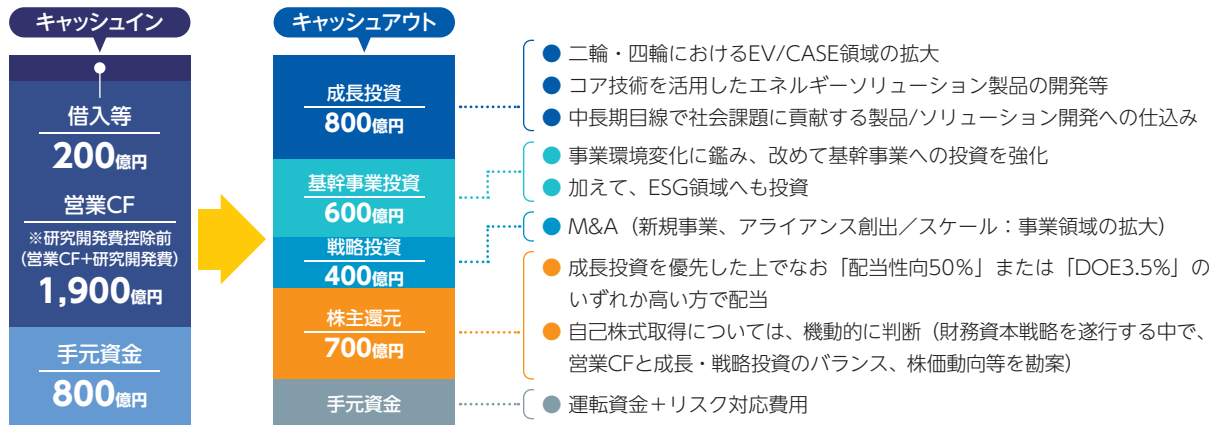 キャッシュイン
借入等
200億円
営業CF
※研究開発費控除前
(営業CF+研究開発費)
1,900億円
手元資金
800億円
キャッシュアウト
成長投資
800億円
基幹事業投資
600億円
戦略投資
400億円
株主還元
700億円
手元資金
● 二輪・四輪におけるEV/CASE領域の拡大
● コア技術を活用したエネルギーソリューション製品の開発等
● 中長期目線で社会課題に貢献する製品/ソリューション開発への仕込み
● 事業環境変化に鑑み、改めて基幹事業への投資を強化
● 加えて、ESG領域へも投資
● M&A（新規事業、アライアンス創出／スケール：事業領域の拡大）
● 成長投資を優先した上でなお「配当性向50％」または「DOE3.5％」の
いずれか高い方で配当
● 自己株式取得については、機動的に判断（財務資本戦略を遂行する中で、
営業CFと成長・戦略投資のバランス、株価動向等を勘案）
● 運転資金＋リスク対応費用